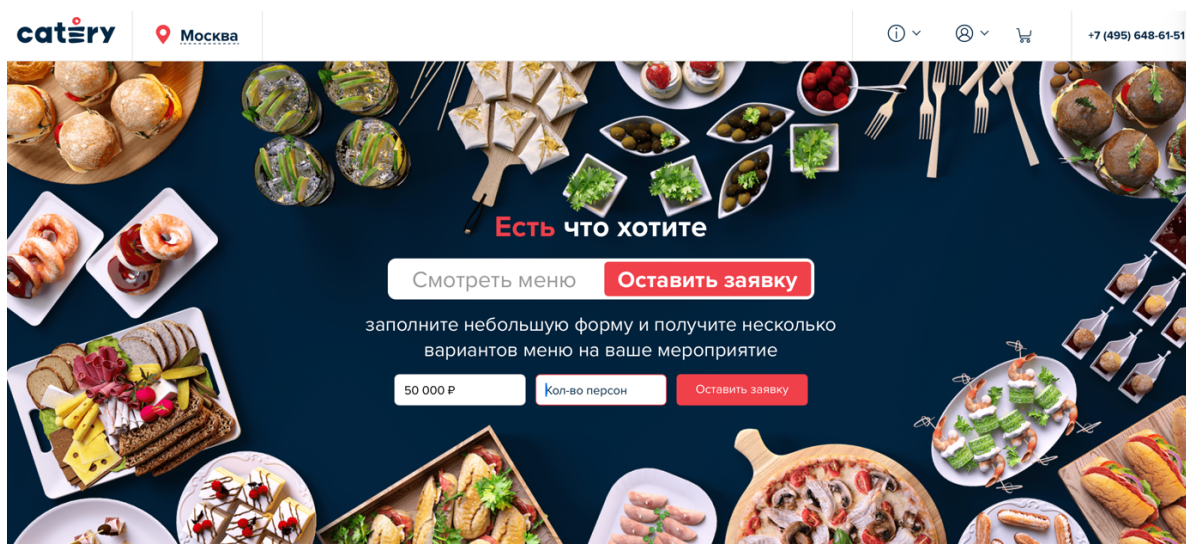 catery
Москва
+7 (495) 648-61-51
Есть что хотите
Смотреть меню
Оставить заявку
заполните небольшую форму и получите несколько
вариантов меню на ваше мероприятие
50 000 ₽
Кол-во персон
Оставить заявку